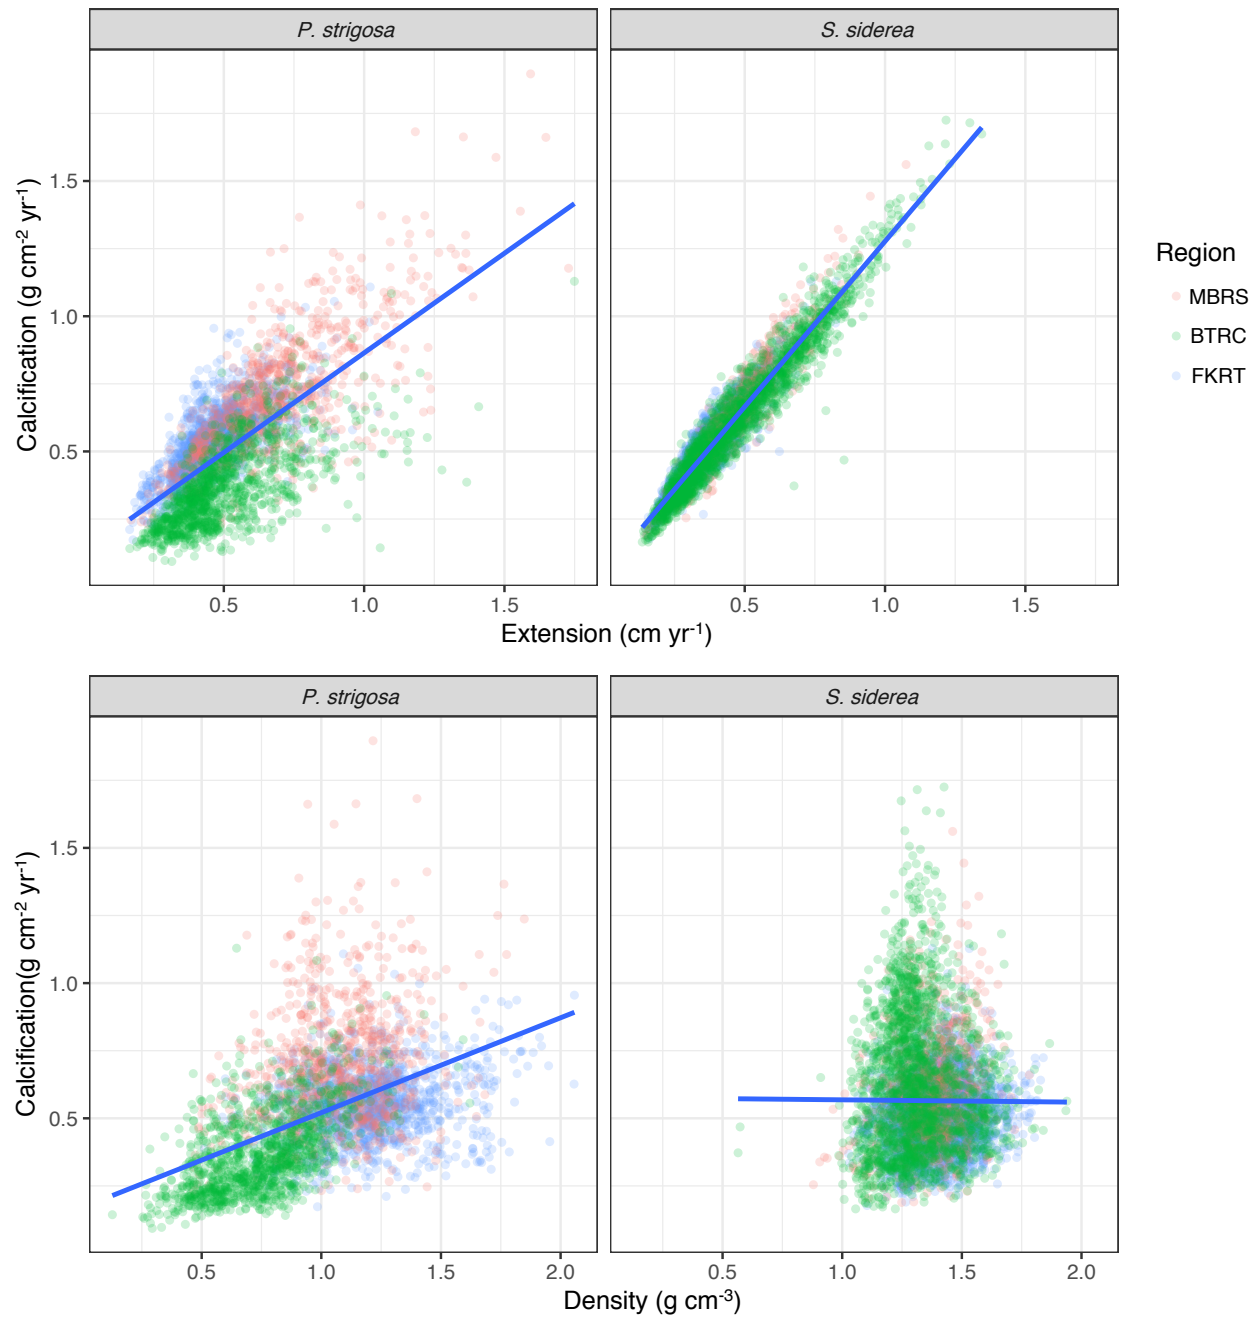 P. strigosa
S. siderea
Calcification (g cm⁻² yr⁻¹)
1.5
1.0
0.5
0.5
1.0
1.5
0.5
1.0
1.5
Extension (cm yr⁻¹)
Region
MBRS
BTRC
FKRT
P. strigosa
S. siderea
Calcification(g cm⁻² yr⁻¹)
1.5
1.0
0.5
0.5
1.0
1.5
2.0
0.5
1.0
1.5
2.0
Density (g cm⁻³)